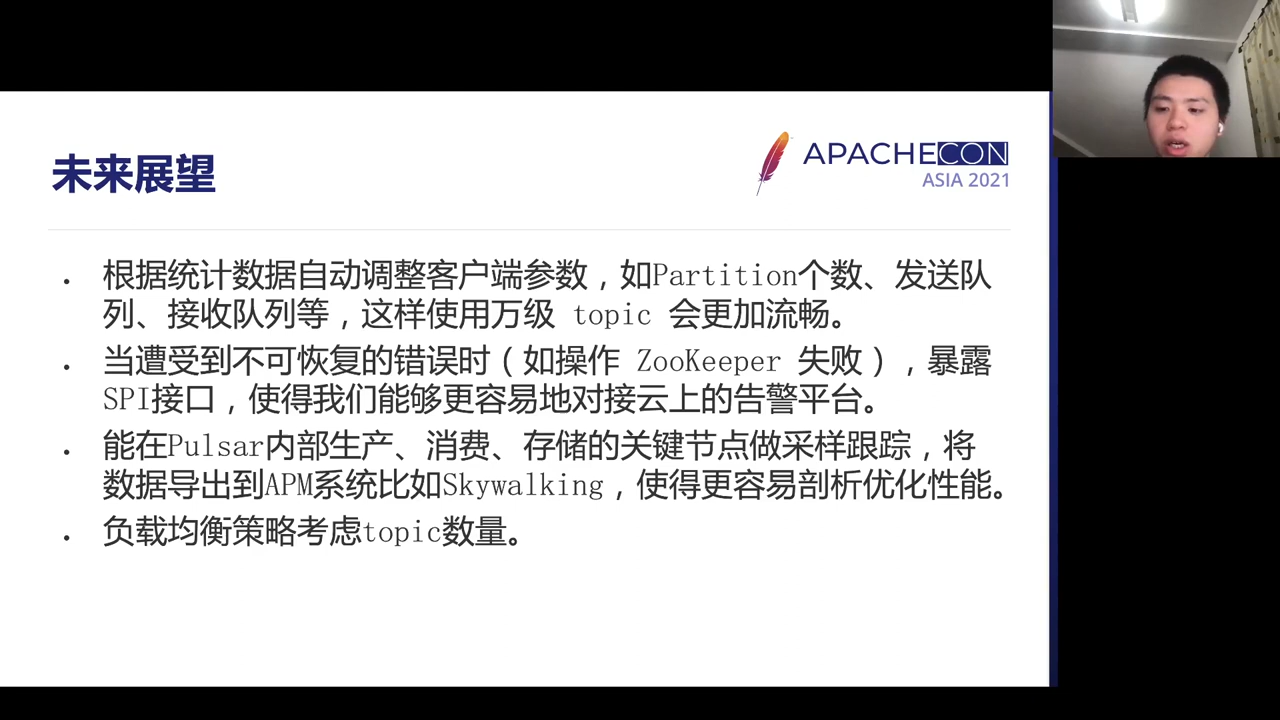 未来展望
APACHECON
ASIA 2021
根据统计数据自动调整客户端参数，如Partition个数、发送队
列、接收队列等，这样使用万级 topic 会更加流畅。
当遭受到不可恢复的错误时（如操作 ZooKeeper 失败），暴露
SPI接口，使得我们能够更容易地对接云上的告警平台。
能在Pulsar内部生产、消费、存储的关键节点做采样跟踪，将
数据导出到APM系统比如Skywalking，使得更容易剖析优化性能。
负载均衡策略考虑topic数量。